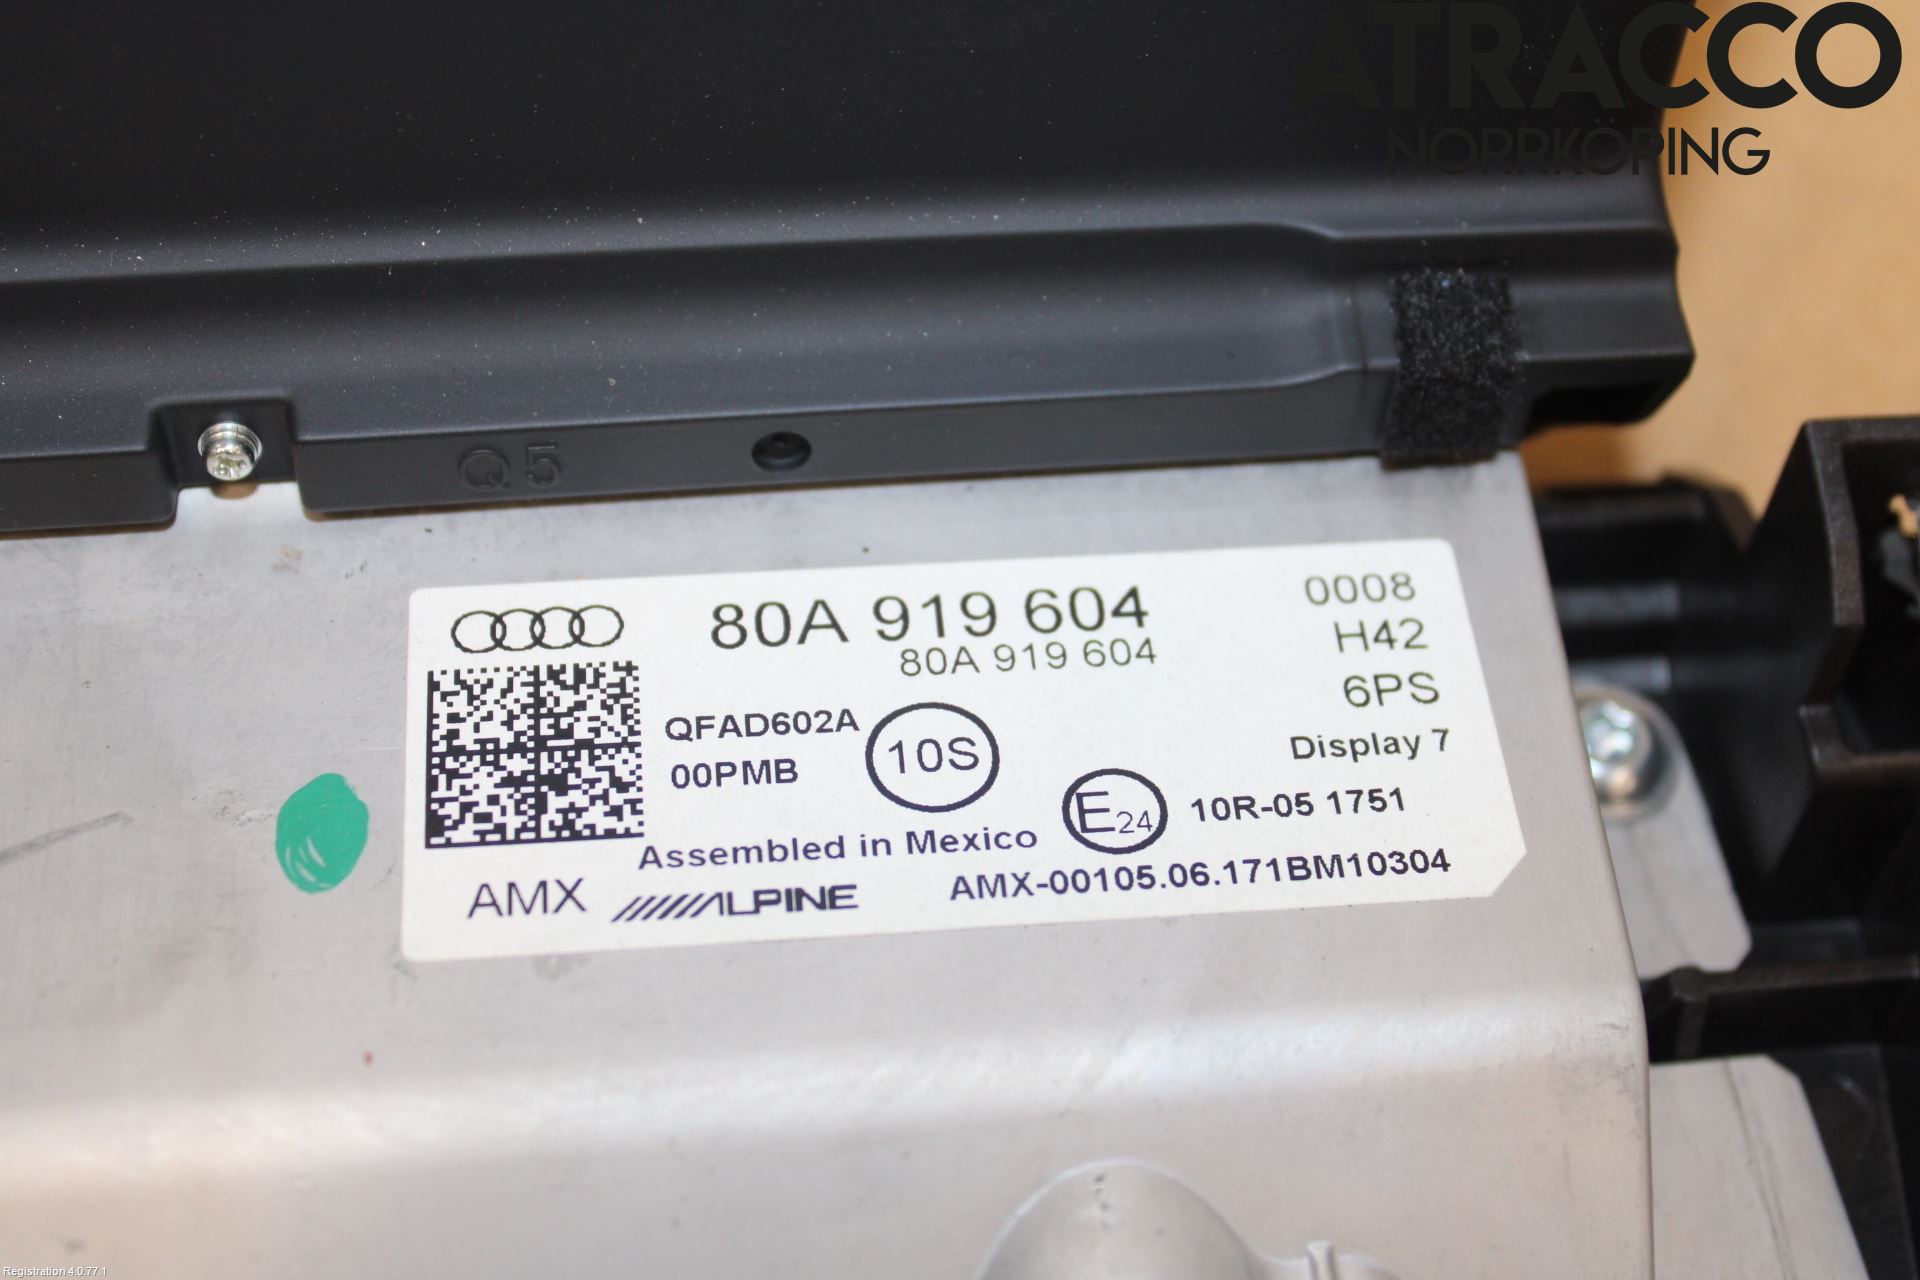 ATRACCO
NORRKÖPING
Q5
80A 919 604
80A 919 604
0008
H42
6PS
Display 7
QFAD602A
00PMB
10S
E24
10R-05 1751
Assembled in Mexico
AMX
ALPINE
AMX-00105.06.171BM10304
Registration 4.0.77.1